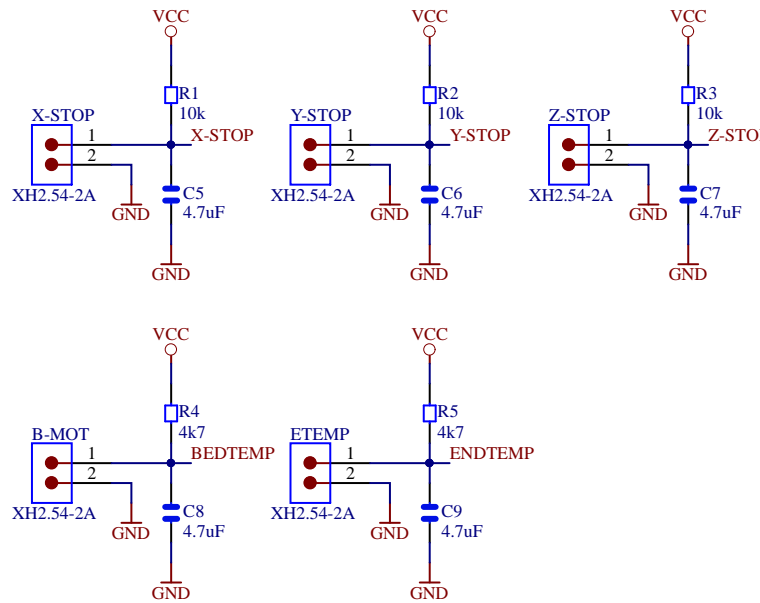 VCC
R1
10k
X-STOP
1
2
X-STOP
XH2.54-2A
GND
C5
4.7uF
GND
VCC
R2
10k
Y-STOP
1
2
Y-STOP
XH2.54-2A
GND
C6
4.7uF
GND
VCC
R3
10k
Z-STOP
1
2
Z-STO
XH2.54-2A
GND
C7
4.7uF
GND
VCC
R4
4k7
B-MOT
1
2
BEDTEMP
XH2.54-2A
GND
C8
4.7uF
GND
VCC
R5
4k7
ETEMP
1
2
ENDTEMP
XH2.54-2A
GND
C9
4.7uF
GND